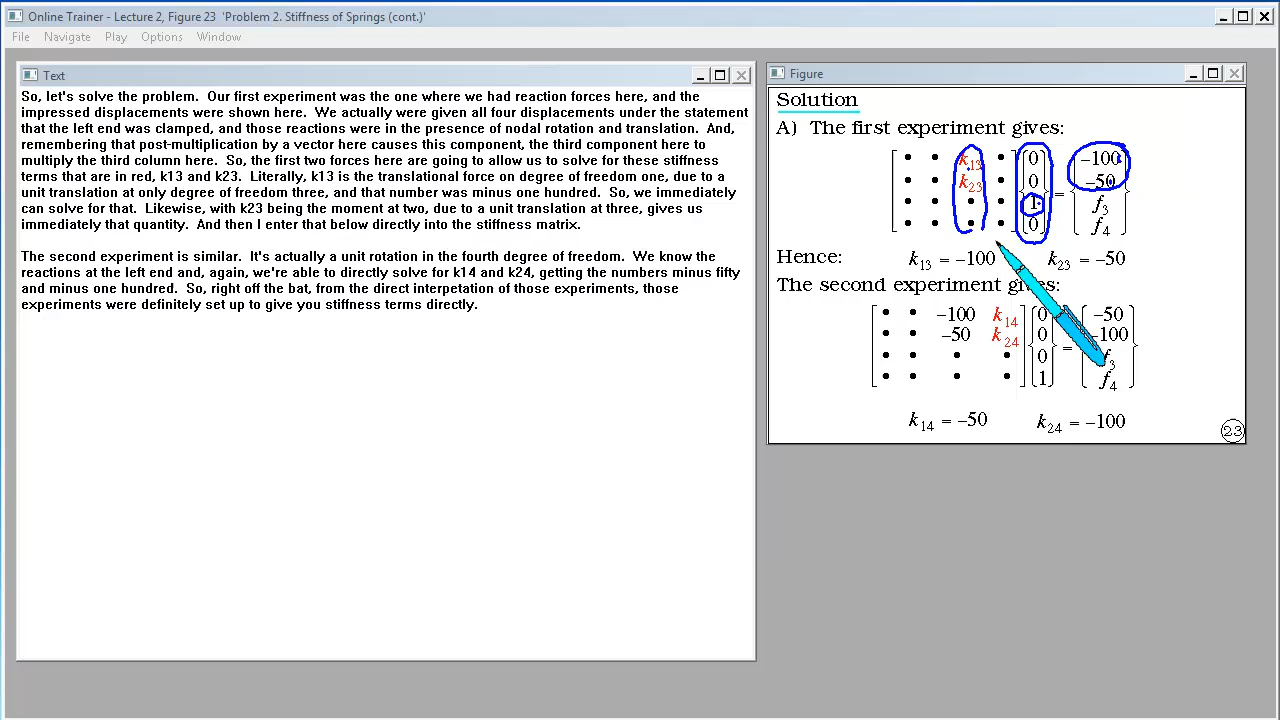 Online Trainer - Lecture 2, Figure 23 'Problem 2. Stiffness of Springs (cont.)'
File Navigate Play Options Window
Text
So, let's solve the problem. Our first experiment was the one where we had reaction forces here, and the
impressed displacements were shown here. We actually were given all four displacements under the statement
that the left end was clamped, and those reactions were in the presence of nodal rotation and translation. And,
remembering that post-multiplication by a vector here causes this component, the third component here to
multiply the third column here. So, the first two forces here are going to allow us to solve for these stiffness
terms that are in red, k13 and k23. Literally, k13 is the translational force on degree of freedom one, due to a
unit translation at only degree of freedom three, and that number was minus one hundred. So, we immediately
can solve for that. Likewise, with k23 being the moment at two, due to a unit translation at three, gives us
immediately that quantity. And then I enter that below directly into the stiffness matrix.
The second experiment is similar. It's actually a unit rotation in the fourth degree of freedom. We know the
reactions at the left end and, again, we're able to directly solve for k14 and k24, getting the numbers minus fifty
and minus one hundred. So, right off the bat, from the direct interpetation of those experiments, those
experiments were definitely set up to give you stiffness terms directly.
Figure
Solution
A) The first experiment gives:
• • k13 • 0 –100
• • k23 • 0 = –50
• • • • 1 f3
• • • • 0 f4
Hence: k13 = –100 k23 = –50
The second experiment gives:
• • –100 k14 0 –50
• • –50 k24 0 = –100
• • • • 0 f3
• • • • 1 f4
k14 = –50 k24 = –100
23